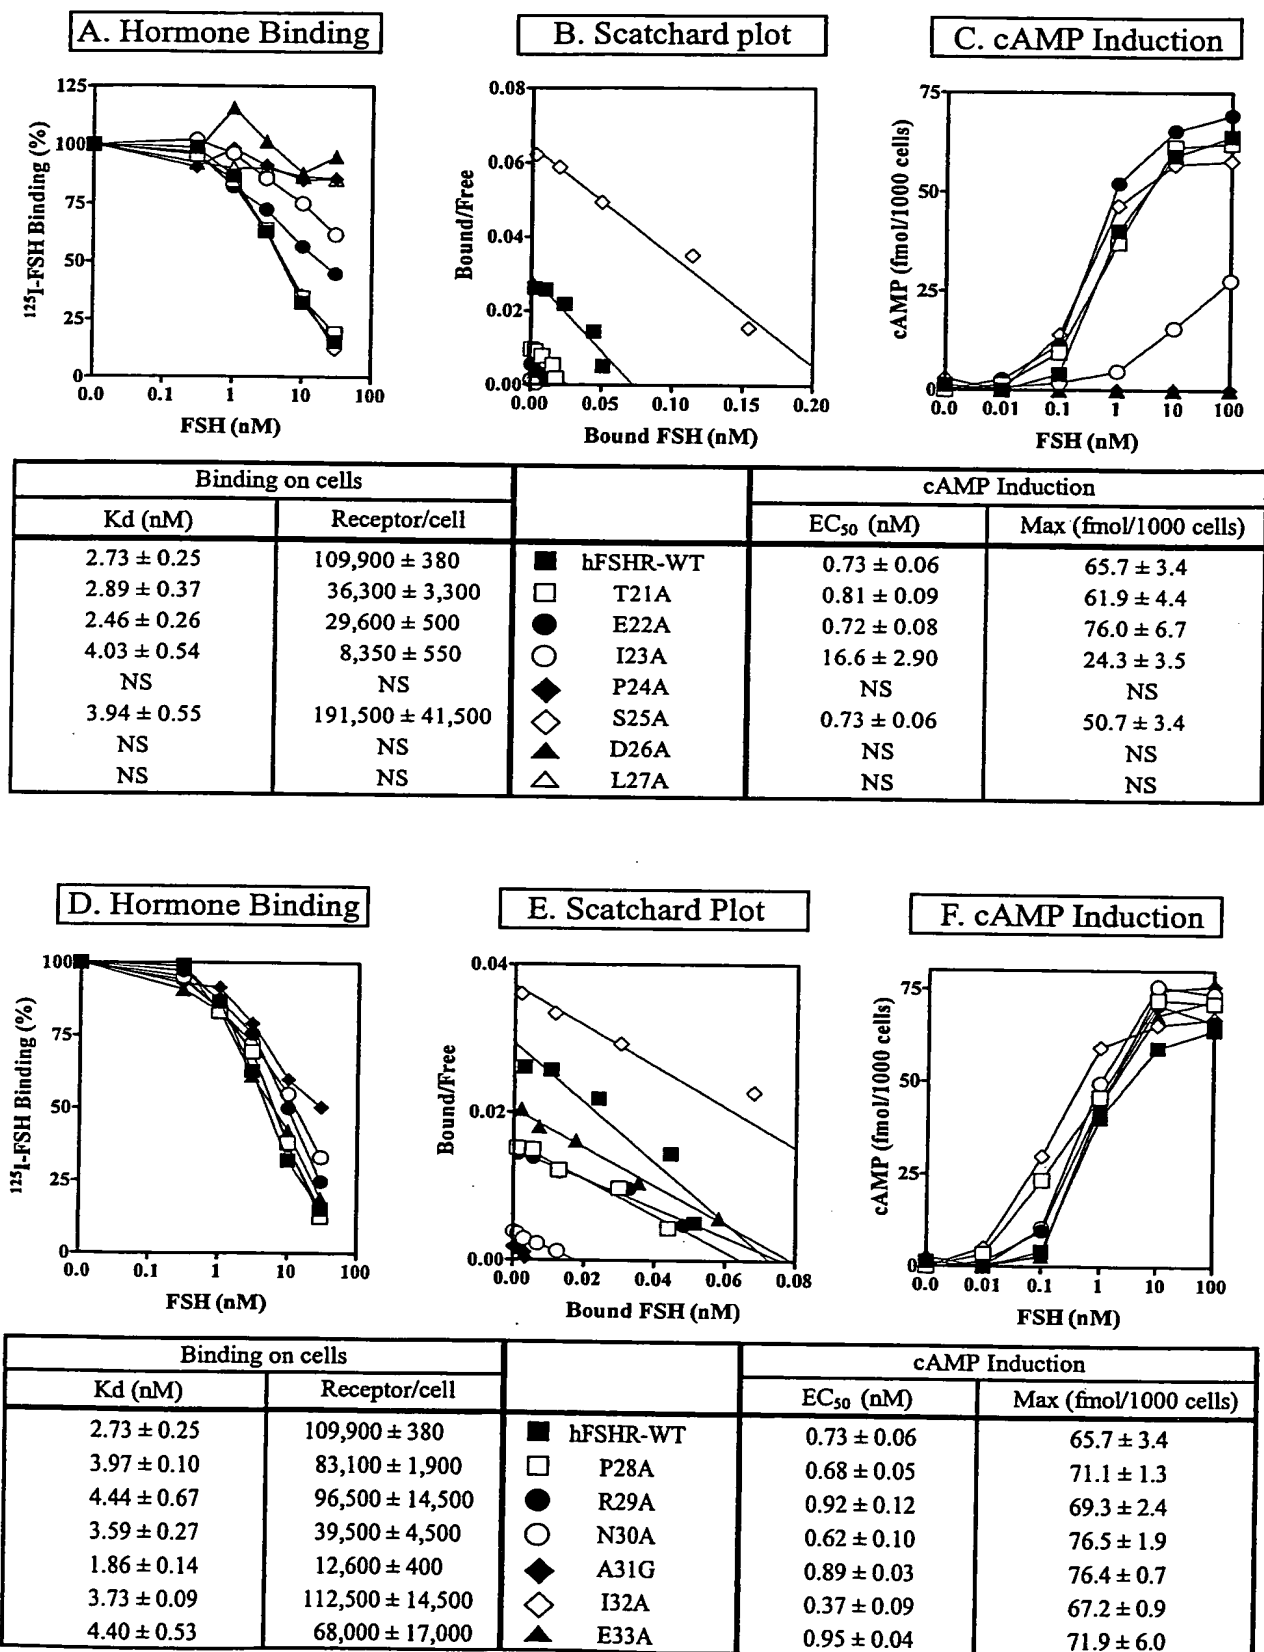 A. Hormone Binding
B. Scatchard plot
C. cAMP Induction
125
100
75
50
25
0
0.0 0.1 1 10 100
¹²⁵I-FSH Binding (%)
FSH (nM)
0.08
0.06
0.04
0.02
0.00
0.00 0.05 0.10 0.15 0.20
Bound/Free
Bound FSH (nM)
75
50
25
0
0.0 0.01 0.1 1 10 100
cAMP (fmol/1000 cells)
FSH (nM)
Binding on cells cAMP Induction
Kd (nM) Receptor/cell EC₅₀ (nM) Max (fmol/1000 cells)
2.73 ± 0.25 109,900 ± 380 ■ hFSHR-WT 0.73 ± 0.06 65.7 ± 3.4
2.89 ± 0.37 36,300 ± 3,300 □ T21A 0.81 ± 0.09 61.9 ± 4.4
2.46 ± 0.26 29,600 ± 500 ● E22A 0.72 ± 0.08 76.0 ± 6.7
4.03 ± 0.54 8,350 ± 550 ○ I23A 16.6 ± 2.90 24.3 ± 3.5
NS NS ◆ P24A NS NS
3.94 ± 0.55 191,500 ± 41,500 ◇ S25A 0.73 ± 0.06 50.7 ± 3.4
NS NS ▲ D26A NS NS
NS NS △ L27A NS NS
D. Hormone Binding
E. Scatchard Plot
F. cAMP Induction
100
75
50
25
0
0.0 0.1 1 10 100
¹²⁵I-FSH Binding (%)
FSH (nM)
0.04
0.02
0.00
0.00 0.02 0.04 0.06 0.08
Bound/Free
Bound FSH (nM)
75
50
25
0
0.0 0.01 0.1 1 10 100
cAMP (fmol/1000 cells)
FSH (nM)
Binding on cells cAMP Induction
Kd (nM) Receptor/cell EC₅₀ (nM) Max (fmol/1000 cells)
2.73 ± 0.25 109,900 ± 380 ■ hFSHR-WT 0.73 ± 0.06 65.7 ± 3.4
3.97 ± 0.10 83,100 ± 1,900 □ P28A 0.68 ± 0.05 71.1 ± 1.3
4.44 ± 0.67 96,500 ± 14,500 ● R29A 0.92 ± 0.12 69.3 ± 2.4
3.59 ± 0.27 39,500 ± 4,500 ○ N30A 0.62 ± 0.10 76.5 ± 1.9
1.86 ± 0.14 12,600 ± 400 ◆ A31G 0.89 ± 0.03 76.4 ± 0.7
3.73 ± 0.09 112,500 ± 14,500 ◇ I32A 0.37 ± 0.09 67.2 ± 0.9
4.40 ± 0.53 68,000 ± 17,000 ▲ E33A 0.95 ± 0.04 71.9 ± 6.0